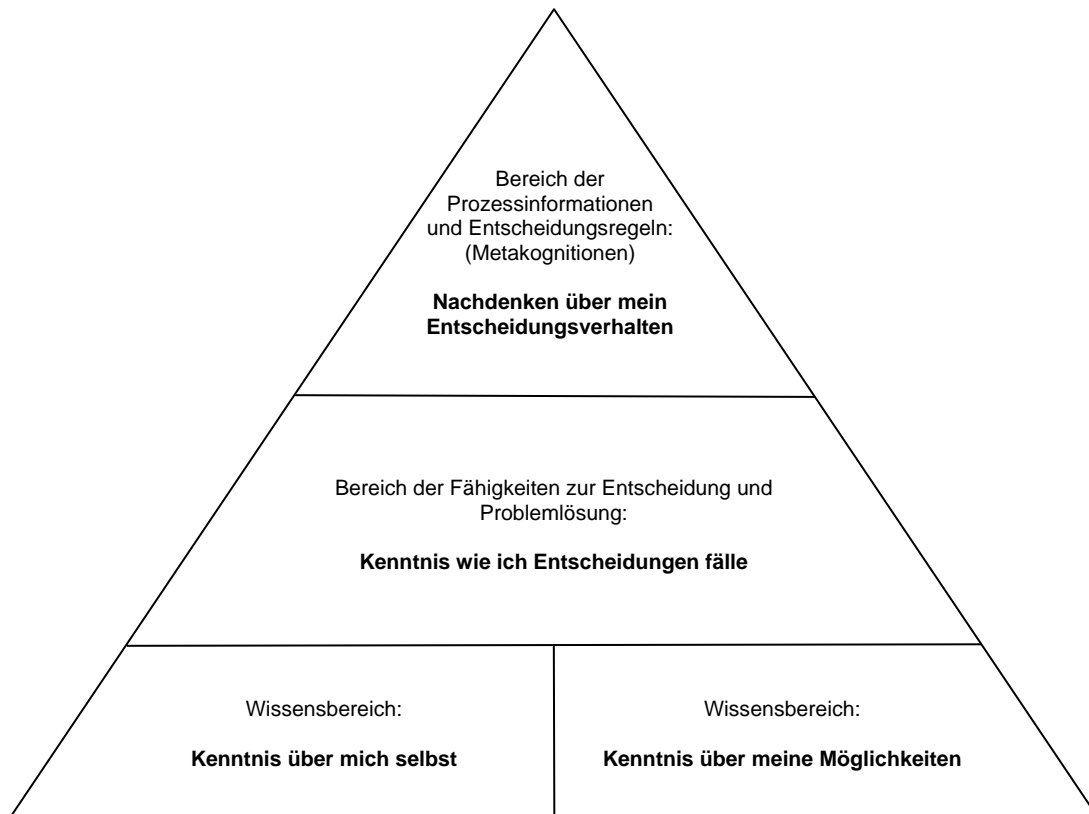 Bereich der
Prozessinformationen
und Entscheidungsregeln:
(Metakognitionen)
Nachdenken über mein
Entscheidungsverhalten
Bereich der Fähigkeiten zur Entscheidung und
Problemlösung:
Kenntnis wie ich Entscheidungen fälle
Wissensbereich:
Kenntnis über mich selbst
Wissensbereich:
Kenntnis über meine Möglichkeiten